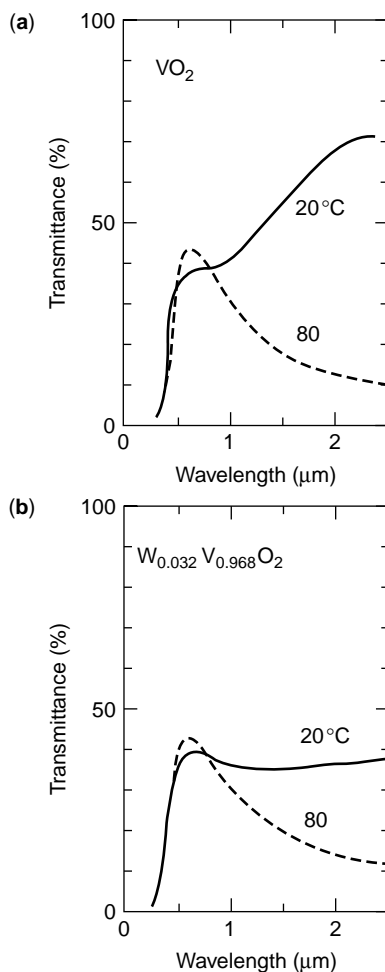 (a)
100
VO2
Transmittance (%)
20°C
50
80
0
0 1 2
Wavelength (μm)
(b)
100
W0.032 V0.968O2
Transmittance (%)
50
20°C
80
0
0 1 2
Wavelength (μm)